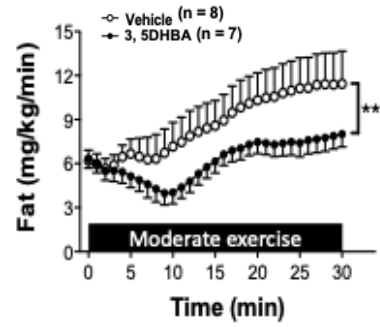 Vehicle (n = 8)
3, 5DHBA (n = 7)
Fat (mg/kg/min)
15
12
9
6
3
0
**
Moderate exercise
0 5 10 15 20 25 30
Time (min)